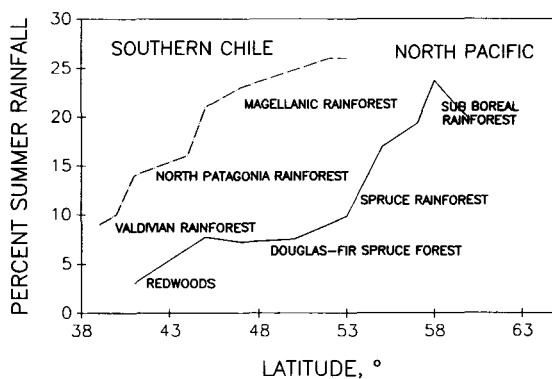 PERCENT SUMMER RAINFALL
30
25
20
15
10
5
0
SOUTHERN CHILE
NORTH PACIFIC
MAGELLANIC RAINFOREST
SUB BOREAL
RAINFOREST
NORTH PATAGONIA RAINFOREST
SPRUCE RAINFOREST
VALDIVIAN RAINFOREST
DOUGLAS-FIR SPRUCE FOREST
REDWOODS
38 43 48 53 58 63
LATITUDE, °